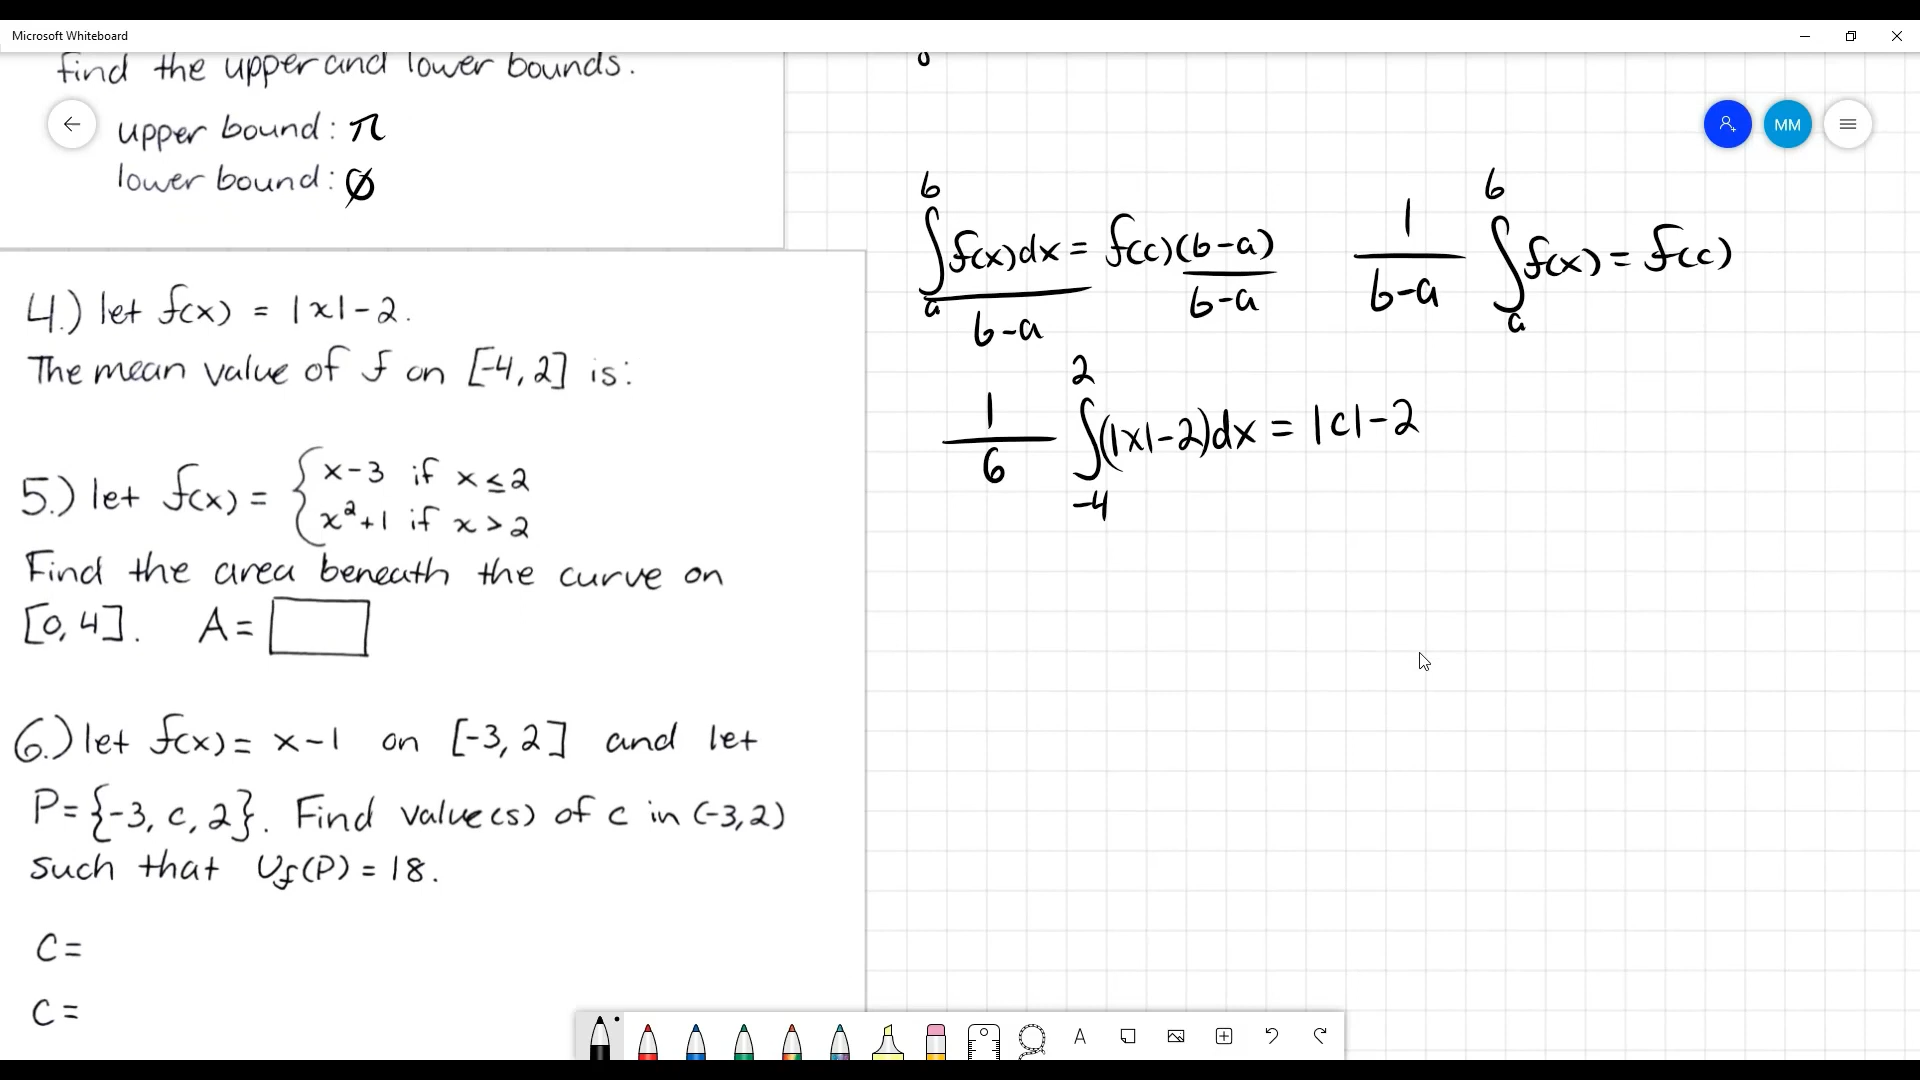 Microsoft Whiteboard
find the upper and lower bounds.
upper bound: π
lower bound: 0
4.) let f(x) = |x|-2.
The mean value of f on [-4, 2] is:
5.) let f(x) = { x-3 if x ≤ 2
x²+1 if x > 2
Find the area beneath the curve on
[0, 4]. A=
6.) let f(x) = x-1 on [-3, 2] and let
P={-3, c, 2}. Find value(s) of c in (-3,2)
such that U_f(P) = 18.
C=
C=
∫_a^b f(x)dx / b-a = f(c)(b-a) / b-a
1/b-a ∫_a^b f(x) = f(c)
1/6 ∫_-4^2 (|x|-2)dx = |c|-2
MM
A